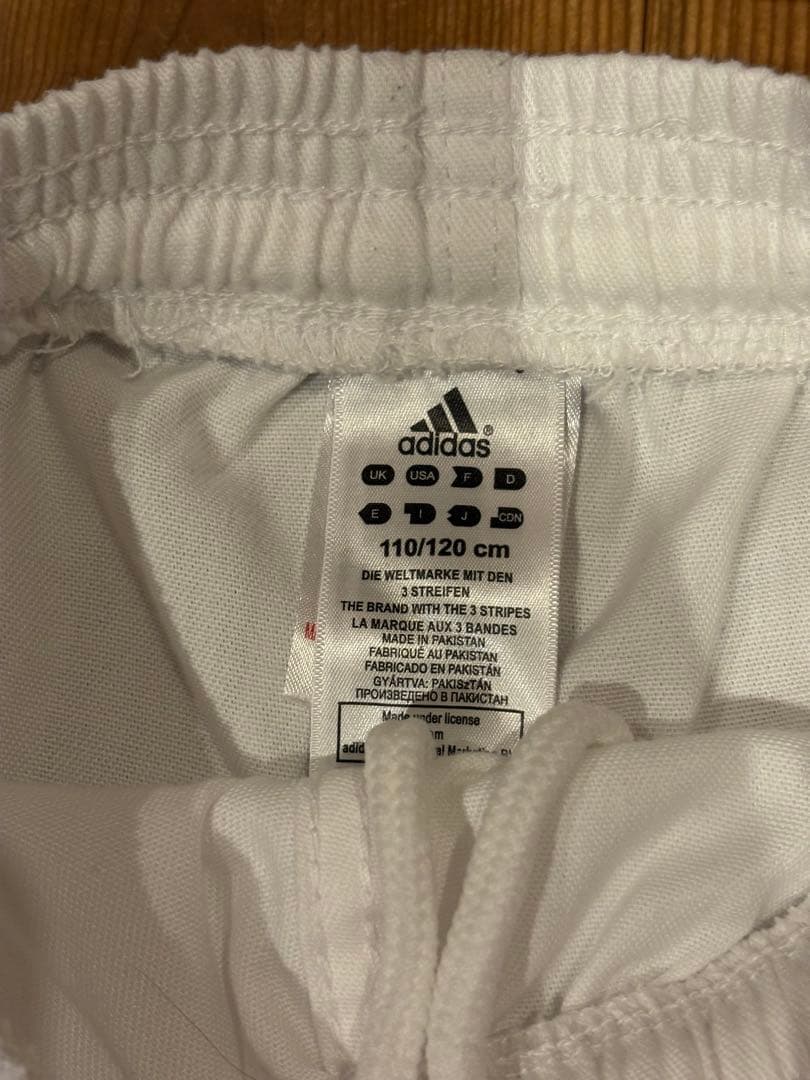 adidas®
UK USA F D
E I J CDN
110/120 cm
DIE WELTMARKE MIT DEN
3 STREIFEN
THE BRAND WITH THE 3 STRIPES
LA MARQUE AUX 3 BANDES
MADE IN PAKISTAN
FABRIQUÉ AU PAKISTAN
FABRICADO EN PAKISTÁN
GYÁRTVA: PAKISzTÁN
ПРОИЗВЕДЕНО В ПАКИСТАН
Made under license
M